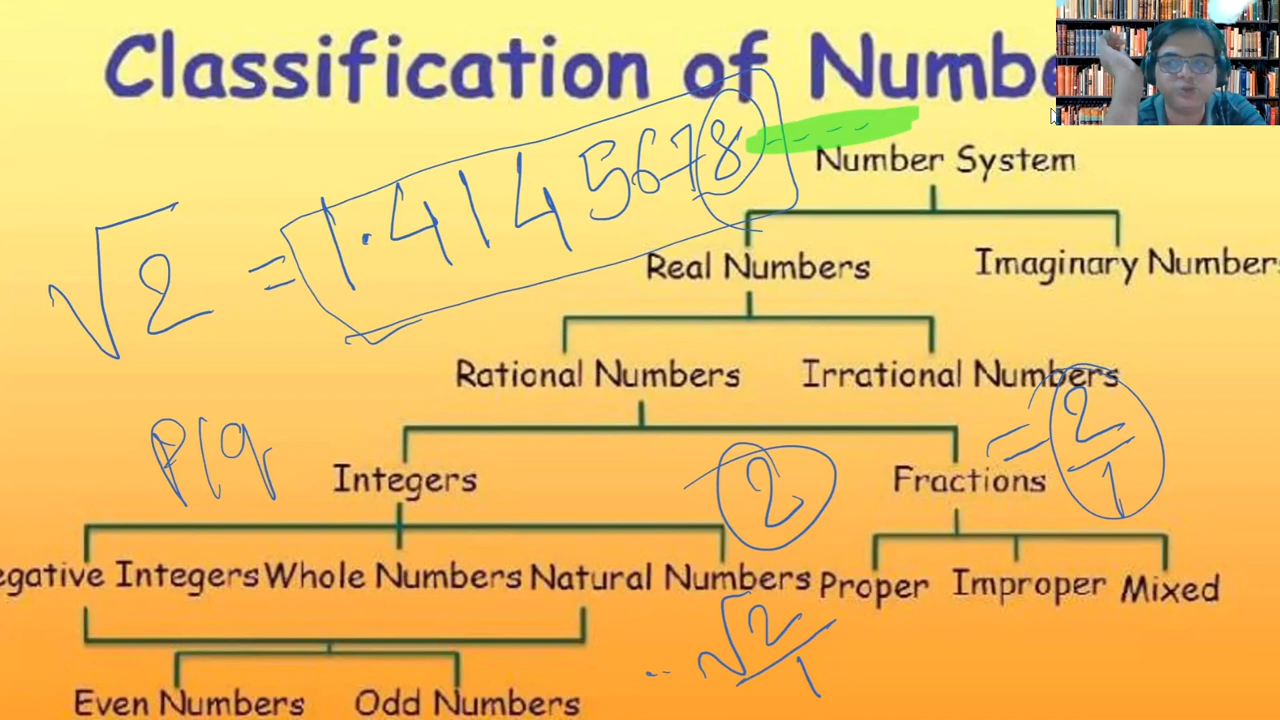 Classification of Numbe
√2 = 1.4145678 ----
Number System
Real Numbers
Imaginary Number
Rational Numbers
Irrational Numbers
p/q
Integers
2
Fractions
= 2/1
egative Integers Whole Numbers Natural Numbers Proper Improper Mixed
√2/1
Even Numbers
Odd Numbers